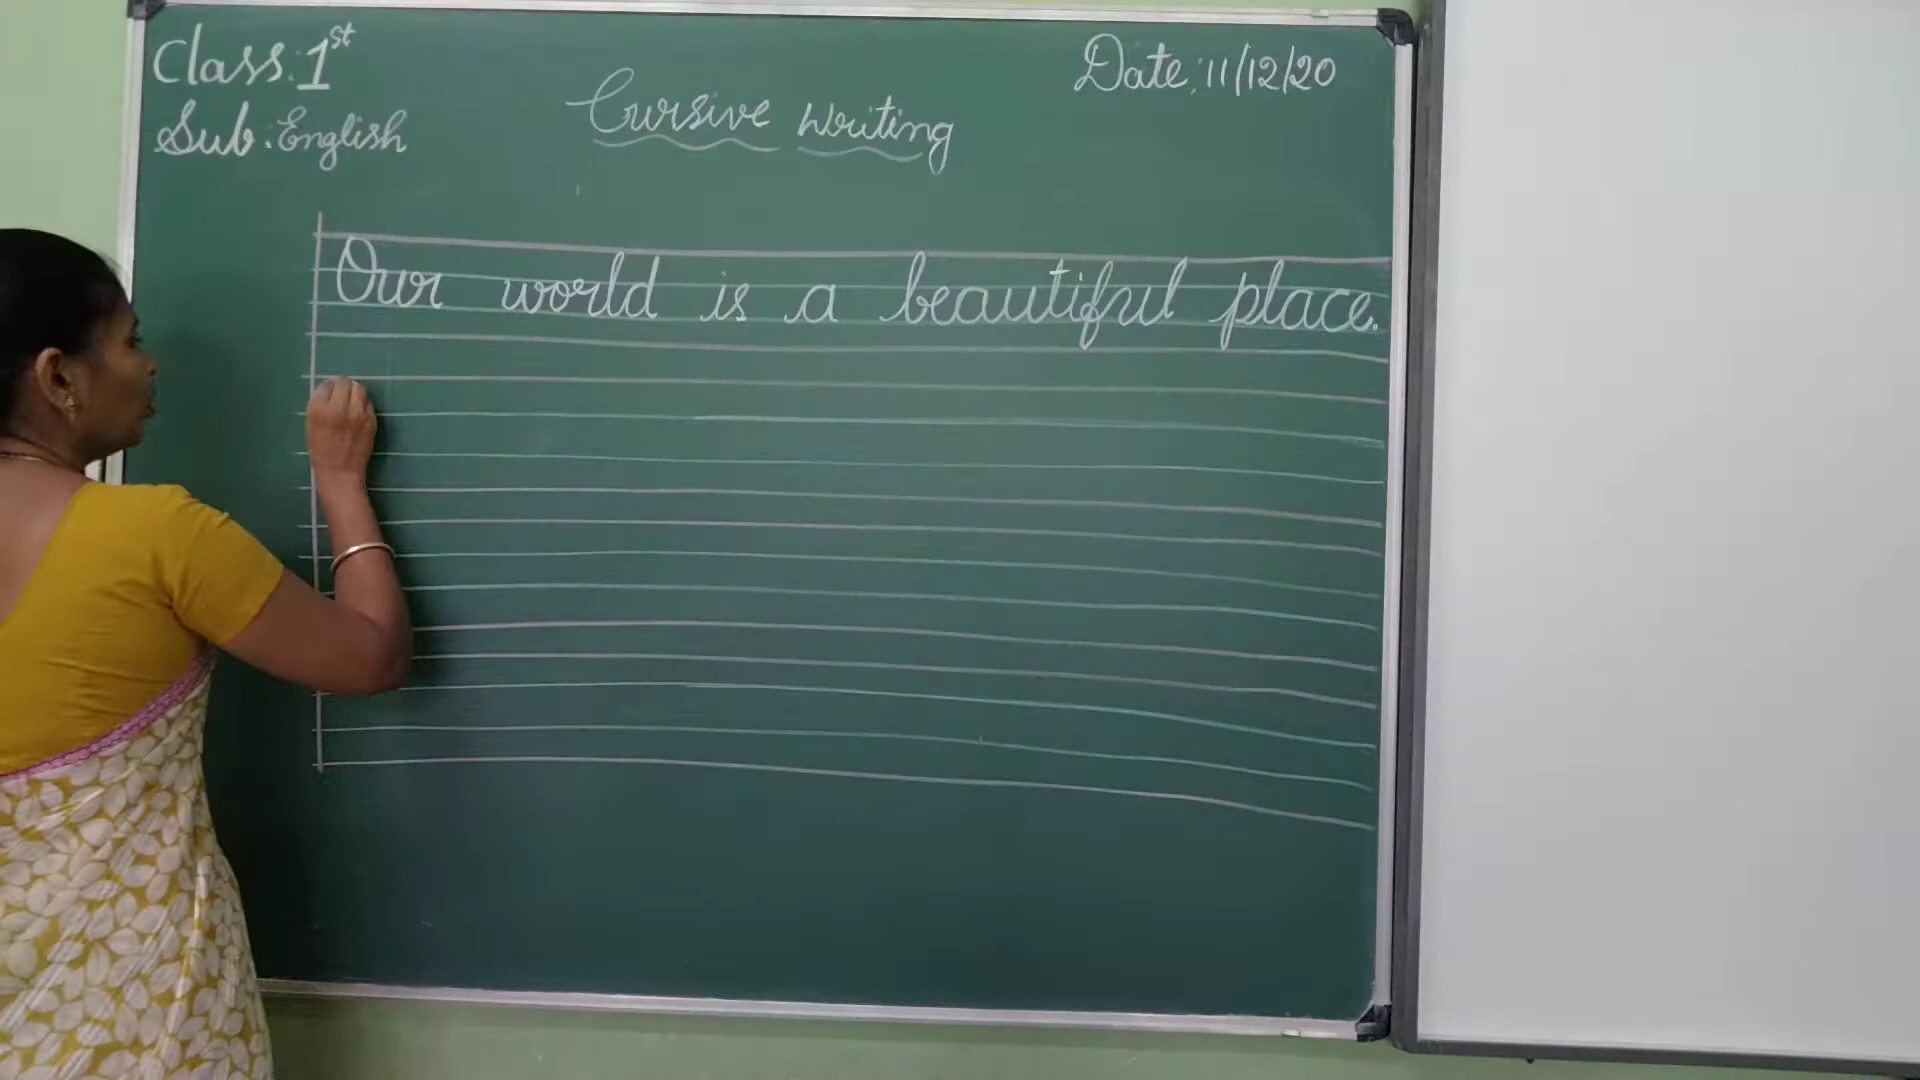 Class:1st
Date:11/12/20
Sub:English
Cursive Writing
Our world is a beautiful place.